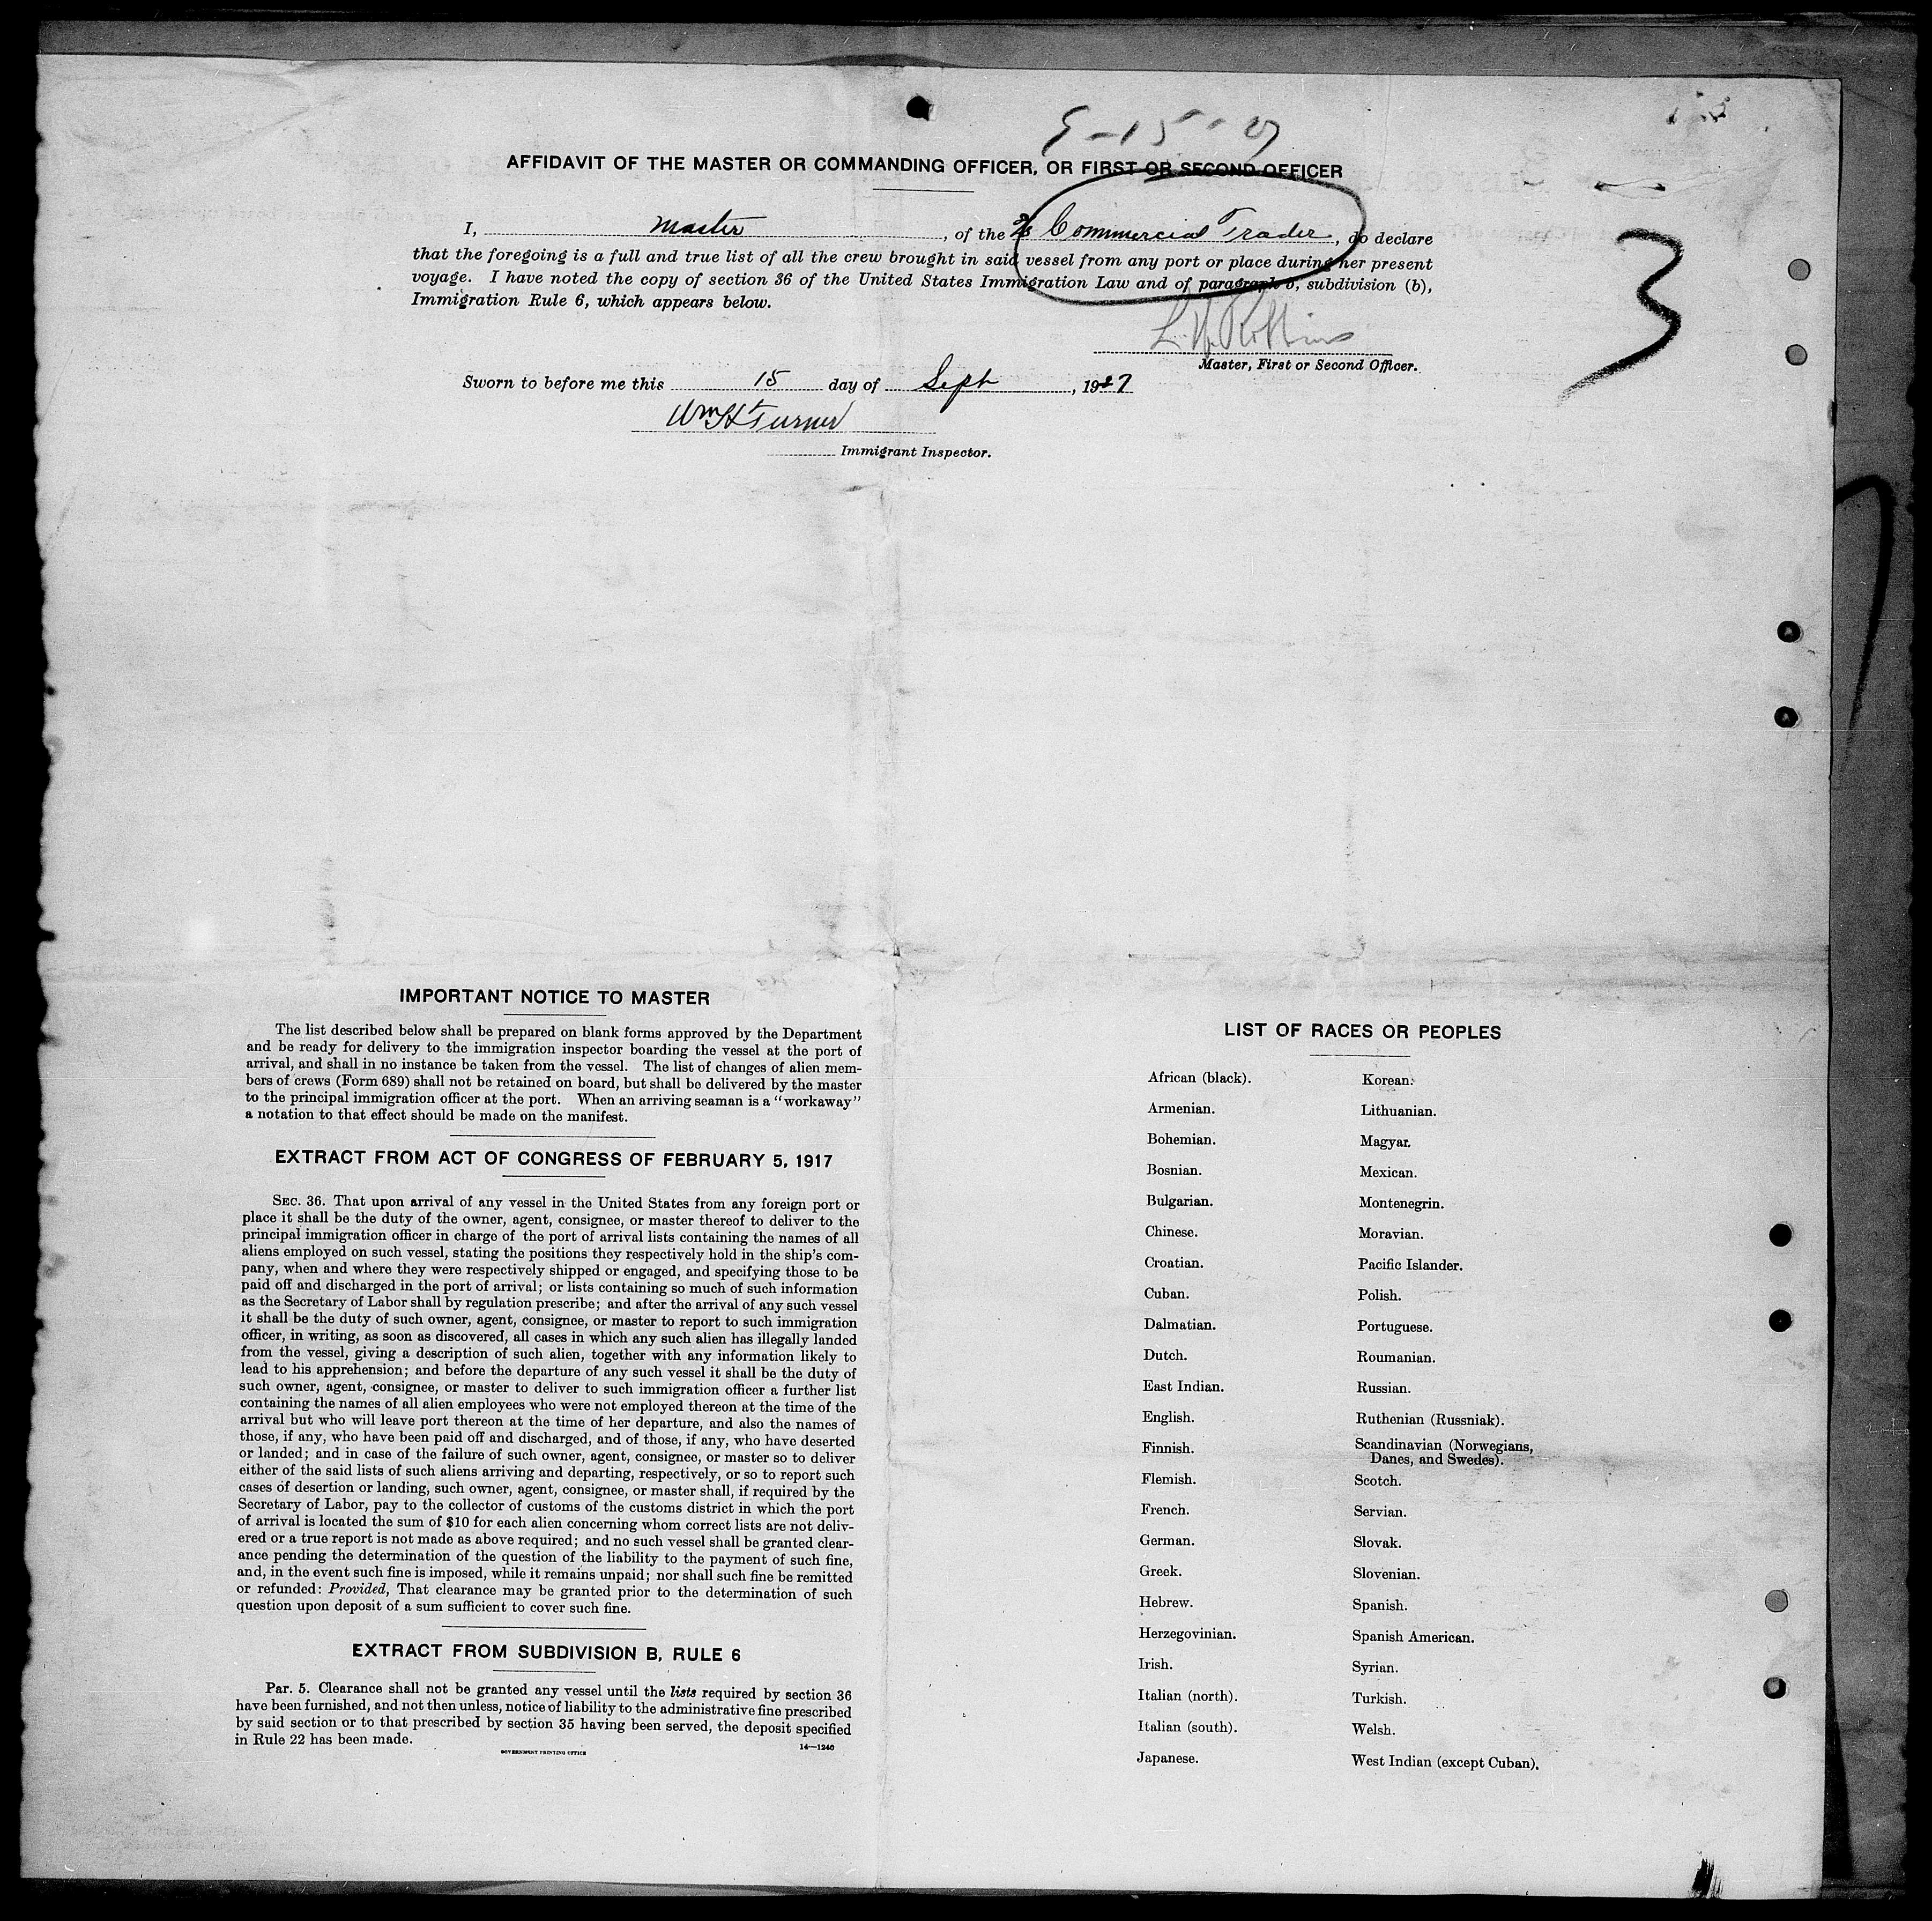 9-15-27
AFFIDAVIT OF THE MASTER OR COMMANDING OFFICER, OR FIRST OR SECOND OFFICER
I, Master, of the Commercial Trader, do declare
that the foregoing is a full and true list of all the crew brought in said vessel from any port or place during her present
voyage. I have noted the copy of section 36 of the United States Immigration Law and of paragraph 5, subdivision (b),
Immigration Rule 6, which appears below.
3
Master, First or Second Officer.
Sworn to before me this 15 day of Sept, 1927
Wm H Turner
Immigrant Inspector.
IMPORTANT NOTICE TO MASTER
The list described below shall be prepared on blank forms approved by the Department
and be ready for delivery to the immigration inspector boarding the vessel at the port of
arrival, and shall in no instance be taken from the vessel. The list of changes of alien mem-
bers of crews (Form 689) shall not be retained on board, but shall be delivered by the master
to the principal immigration officer at the port. When an arriving seaman is a "workaway"
a notation to that effect should be made on the manifest.
EXTRACT FROM ACT OF CONGRESS OF FEBRUARY 5, 1917
SEC. 36. That upon arrival of any vessel in the United States from any foreign port or
place it shall be the duty of the owner, agent, consignee, or master thereof to deliver to the
principal immigration officer in charge of the port of arrival lists containing the names of all
aliens employed on such vessel, stating the positions they respectively hold in the ship's com-
pany, when and where they were respectively shipped or engaged, and specifying those to be
paid off and discharged in the port of arrival; or lists containing so much of such information
as the Secretary of Labor shall by regulation prescribe; and after the arrival of any such vessel
it shall be the duty of such owner, agent, consignee, or master to report to such immigration
officer, in writing, as soon as discovered, all cases in which any such alien has illegally landed
from the vessel, giving a description of such alien, together with any information likely to
lead to his apprehension; and before the departure of any such vessel it shall be the duty of
such owner, agent, consignee, or master to deliver to such immigration officer a further list
containing the names of all alien employees who were not employed thereon at the time of the
arrival but who will leave port thereon at the time of her departure, and also the names of
those, if any, who have been paid off and discharged, and of those, if any, who have deserted
or landed; and in case of the failure of such owner, agent, consignee, or master so to deliver
either of the said lists of such aliens arriving and departing, respectively, or so to report such
cases of desertion or landing, such owner, agent, consignee, or master shall, if required by the
Secretary of Labor, pay to the collector of customs of the customs district in which the port
of arrival is located the sum of $10 for each alien concerning whom correct lists are not deliv-
ered or a true report is not made as above required; and no such vessel shall be granted clear-
ance pending the determination of the question of the liability to the payment of such fine,
and, in the event such fine is imposed, while it remains unpaid; nor shall such fine be remitted
or refunded: Provided, That clearance may be granted prior to the determination of such
question upon deposit of a sum sufficient to cover such fine.
EXTRACT FROM SUBDIVISION B, RULE 6
Par. 5. Clearance shall not be granted any vessel until the lists required by section 36
have been furnished, and not then unless, notice of liability to the administrative fine prescribed
by said section or to that prescribed by section 35 having been served, the deposit specified
in Rule 22 has been made.
14—1240
GOVERNMENT PRINTING OFFICE
LIST OF RACES OR PEOPLES
African (black).
Armenian.
Bohemian.
Bosnian.
Bulgarian.
Chinese.
Croatian.
Cuban.
Dalmatian.
Dutch.
East Indian.
English.
Finnish.
Flemish.
French.
German.
Greek.
Hebrew.
Herzegovinian.
Irish.
Italian (north).
Italian (south).
Japanese.
Korean.
Lithuanian.
Magyar.
Mexican.
Montenegrin.
Moravian.
Pacific Islander.
Polish.
Portuguese.
Roumanian.
Russian.
Ruthenian (Russniak).
Scandinavian (Norwegians,
Danes, and Swedes).
Scotch.
Servian.
Slovak.
Slovenian.
Spanish.
Spanish American.
Syrian.
Turkish.
Welsh.
West Indian (except Cuban).